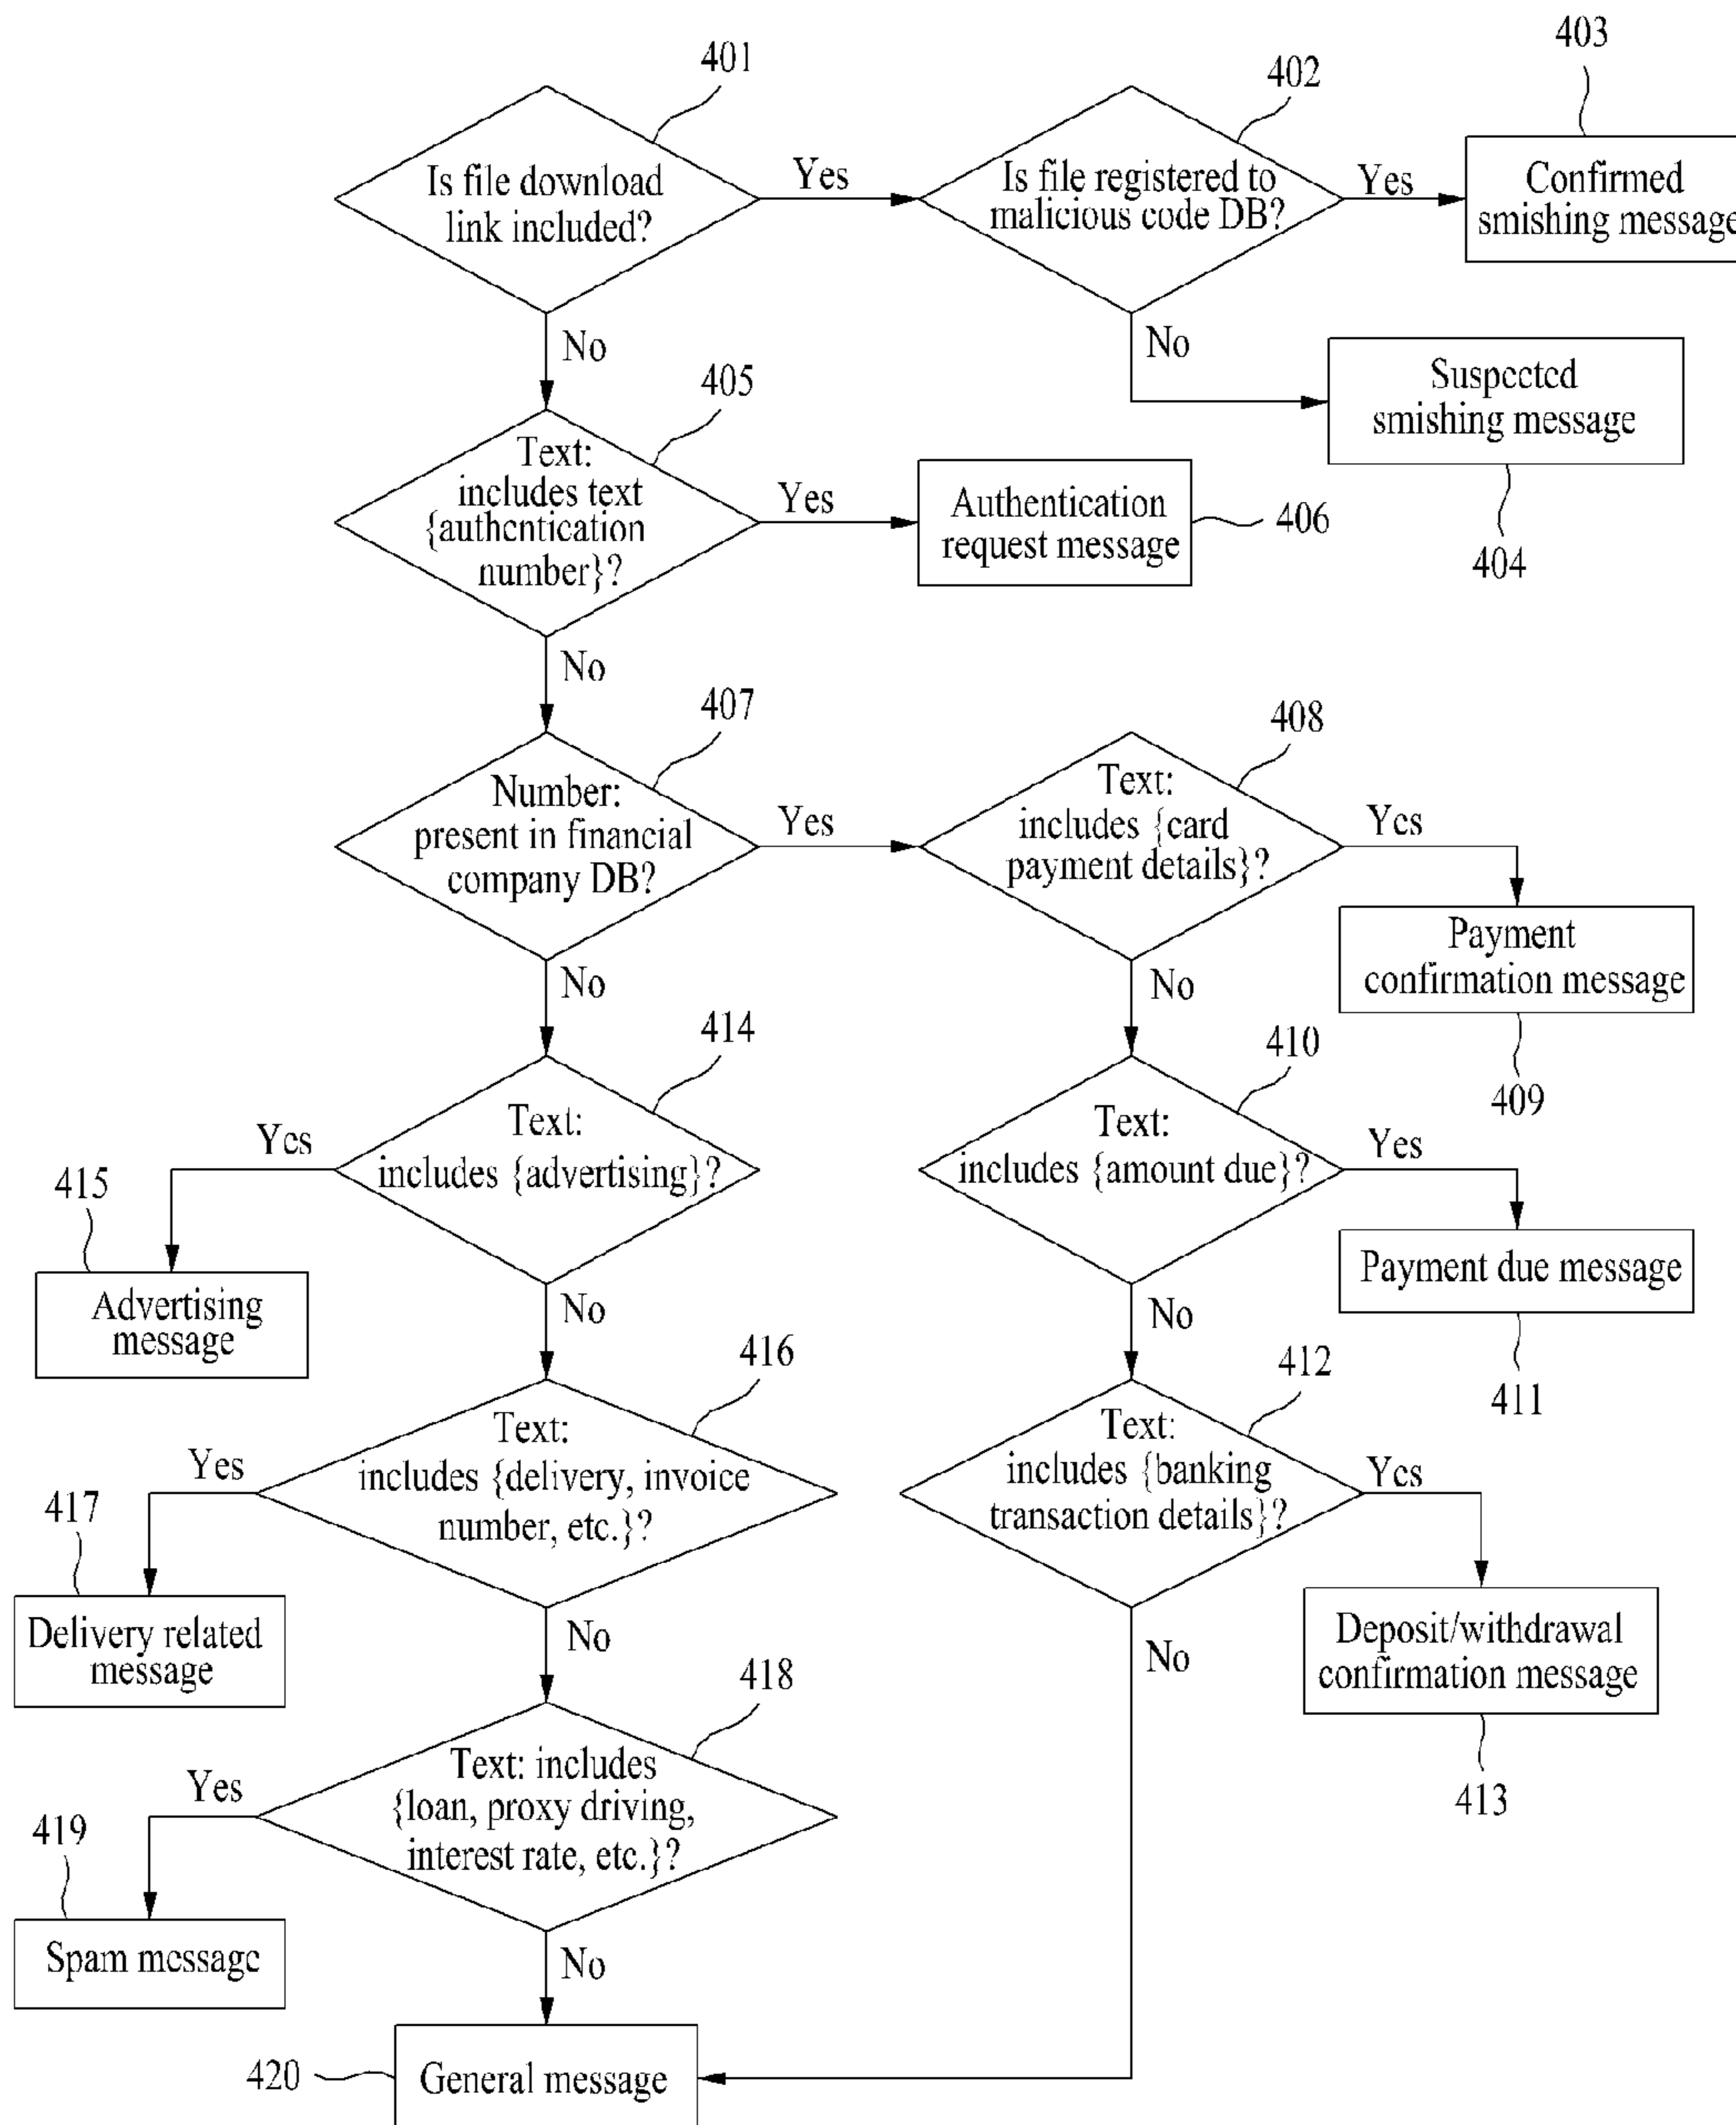 401
402
403
Is file download
link included?
Yes
Is file registered to
malicious code DB?
Yes
Confirmed
smishing message
No
No
Suspected
smishing message
404
405
Text:
includes text
{authentication
number}?
Yes
Authentication
request message
406
No
407
Number:
present in financial
company DB?
Yes
408
Text:
includes {card
payment details}?
Yes
Payment
confirmation message
409
No
No
414
Text:
includes {advertising}?
Yes
415
Advertising
message
410
Text:
includes {amount due}?
Yes
Payment due message
411
No
No
416
Text:
includes {delivery, invoice
number, etc.}?
Yes
417
Delivery related
message
412
Text:
includes {banking
transaction details}?
Yes
Deposit/withdrawal
confirmation message
413
No
No
418
Text: includes
{loan, proxy driving,
interest rate, etc.}?
Yes
419
Spam message
No
420
General message